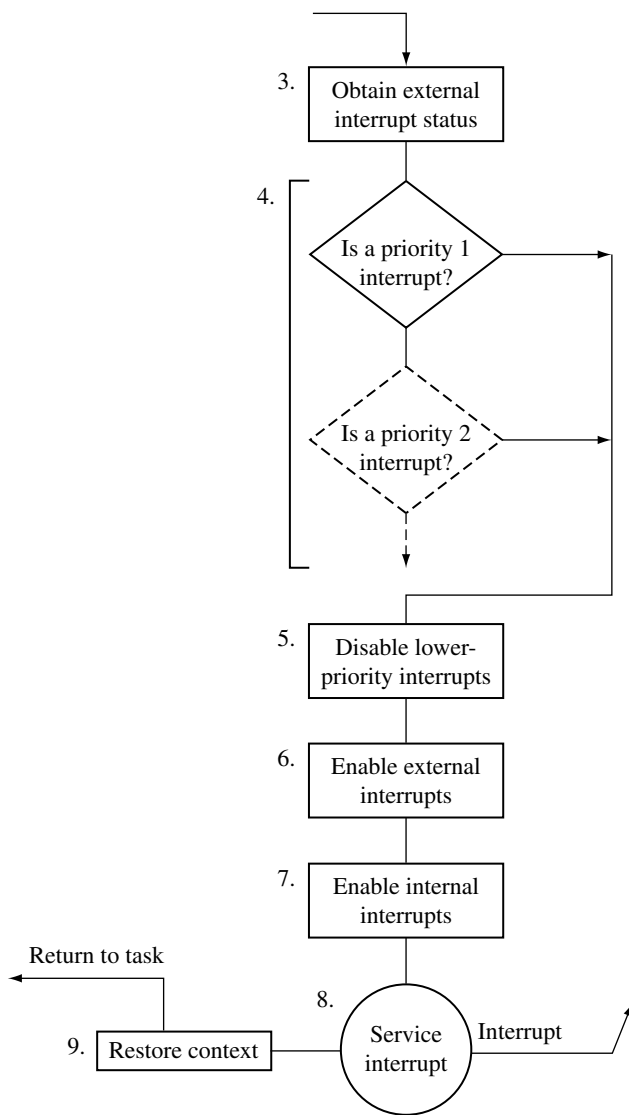 3.
Obtain external
interrupt status
4.
Is a priority 1
interrupt?
Is a priority 2
interrupt?
5.
Disable lower-
priority interrupts
6.
Enable external
interrupts
7.
Enable internal
interrupts
Return to task
8.
Service
interrupt
Interrupt
9.
Restore context